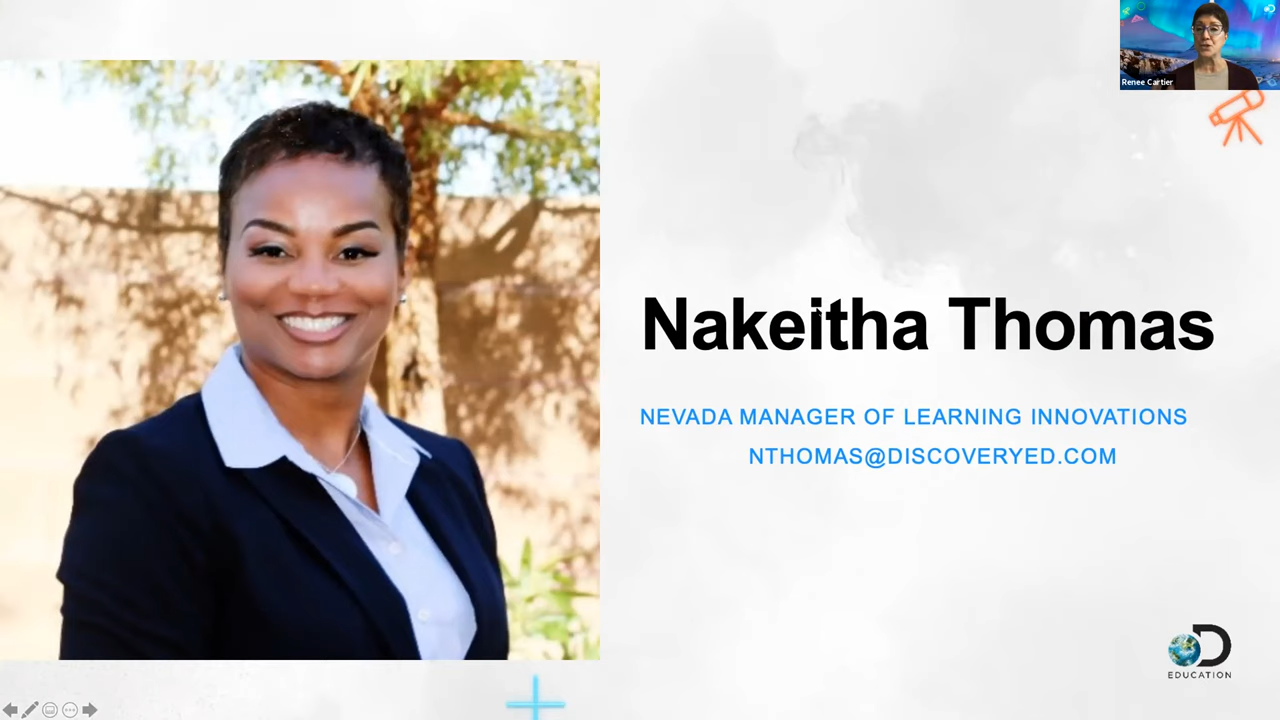 Renee Cartier
Nakeitha Thomas
NEVADA MANAGER OF LEARNING INNOVATIONS
NTHOMAS@DISCOVERYED.COM
D
EDUCATION